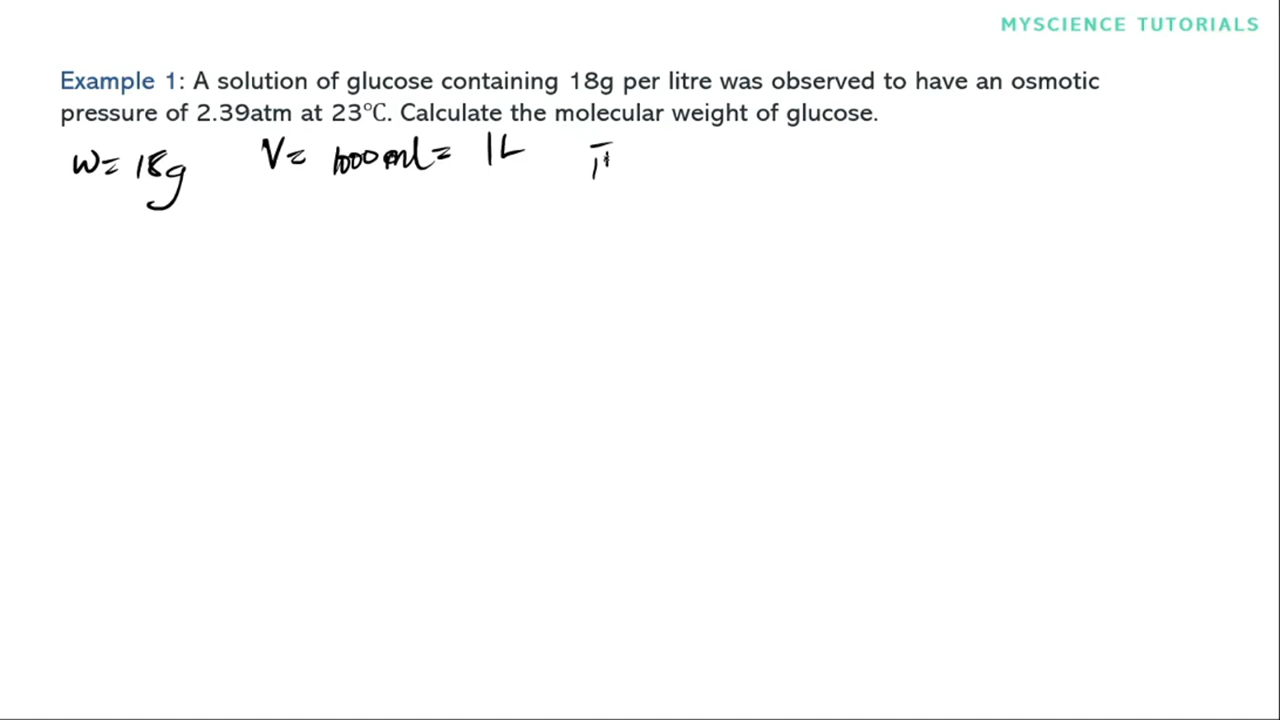 MYSCIENCE TUTORIALS
Example 1: A solution of glucose containing 18g per litre was observed to have an osmotic
pressure of 2.39atm at 23℃. Calculate the molecular weight of glucose.
W= 18g V= 1000ml= 1L π